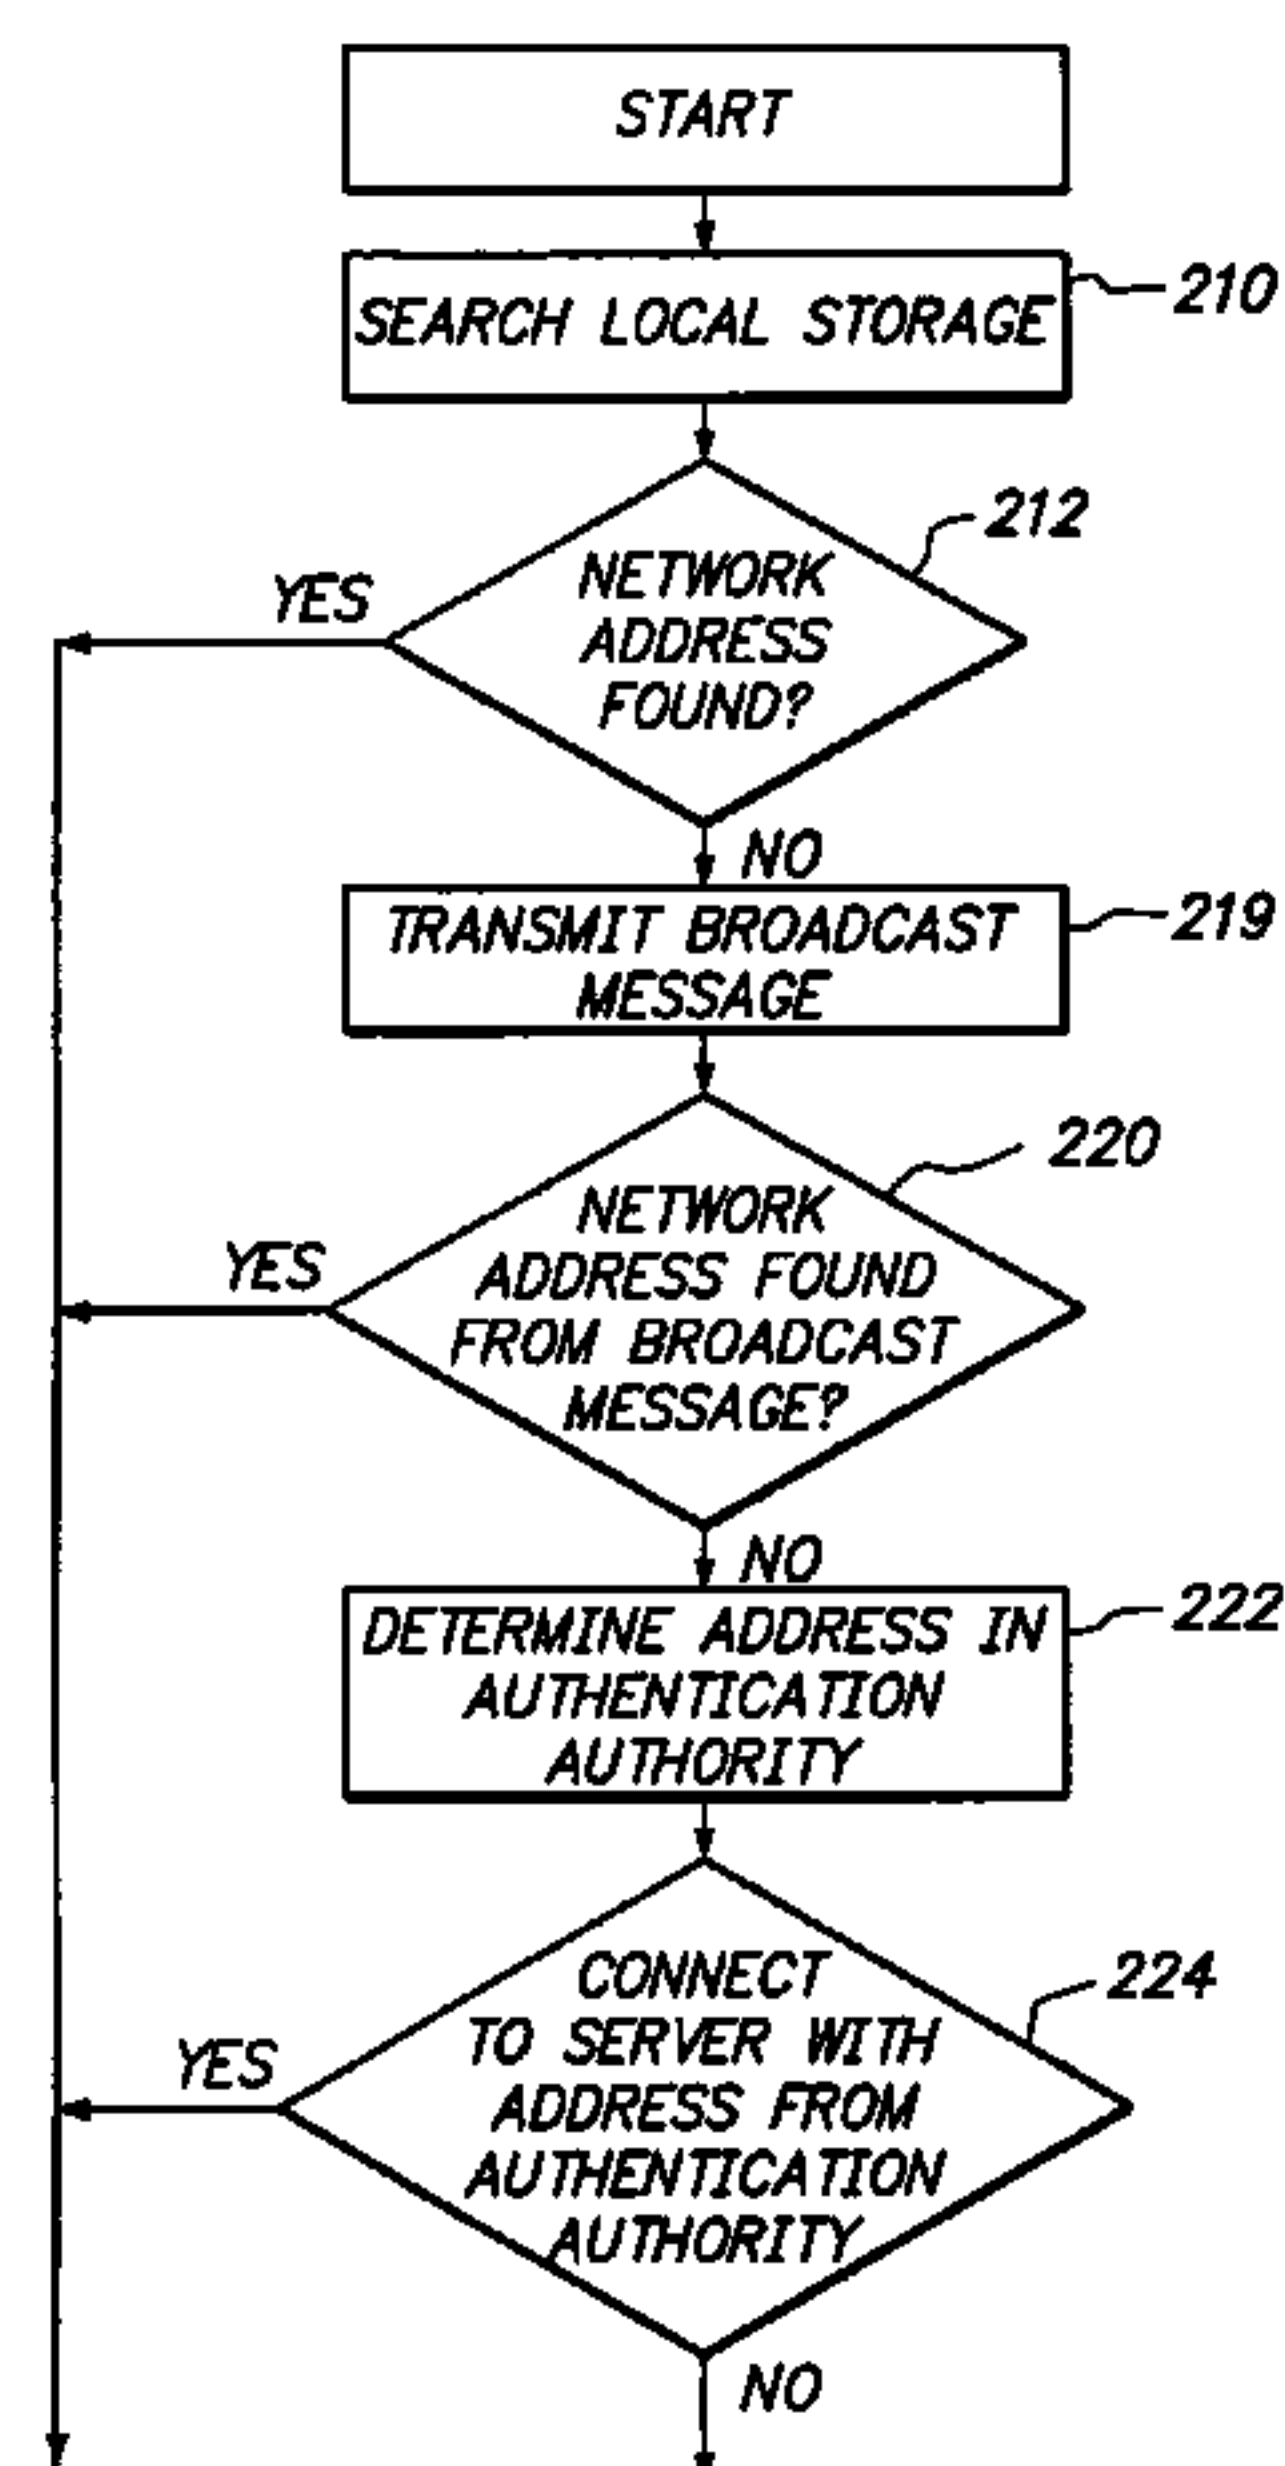 START
SEARCH LOCAL STORAGE
210
212
NETWORK
ADDRESS
FOUND?
YES
NO
TRANSMIT BROADCAST
MESSAGE
219
220
NETWORK
ADDRESS FOUND
FROM BROADCAST
MESSAGE?
YES
NO
DETERMINE ADDRESS IN
AUTHENTICATION
AUTHORITY
222
224
CONNECT
TO SERVER WITH
ADDRESS FROM
AUTHENTICATION
AUTHORITY
YES
NO